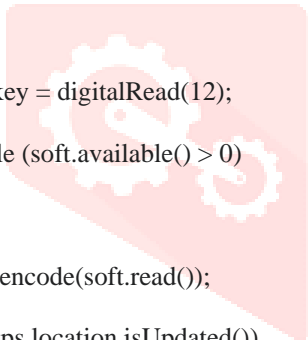 key = digitalRead(12);
le (soft.available() > 0)
encode(soft.read());
ps.location.isUpdated())